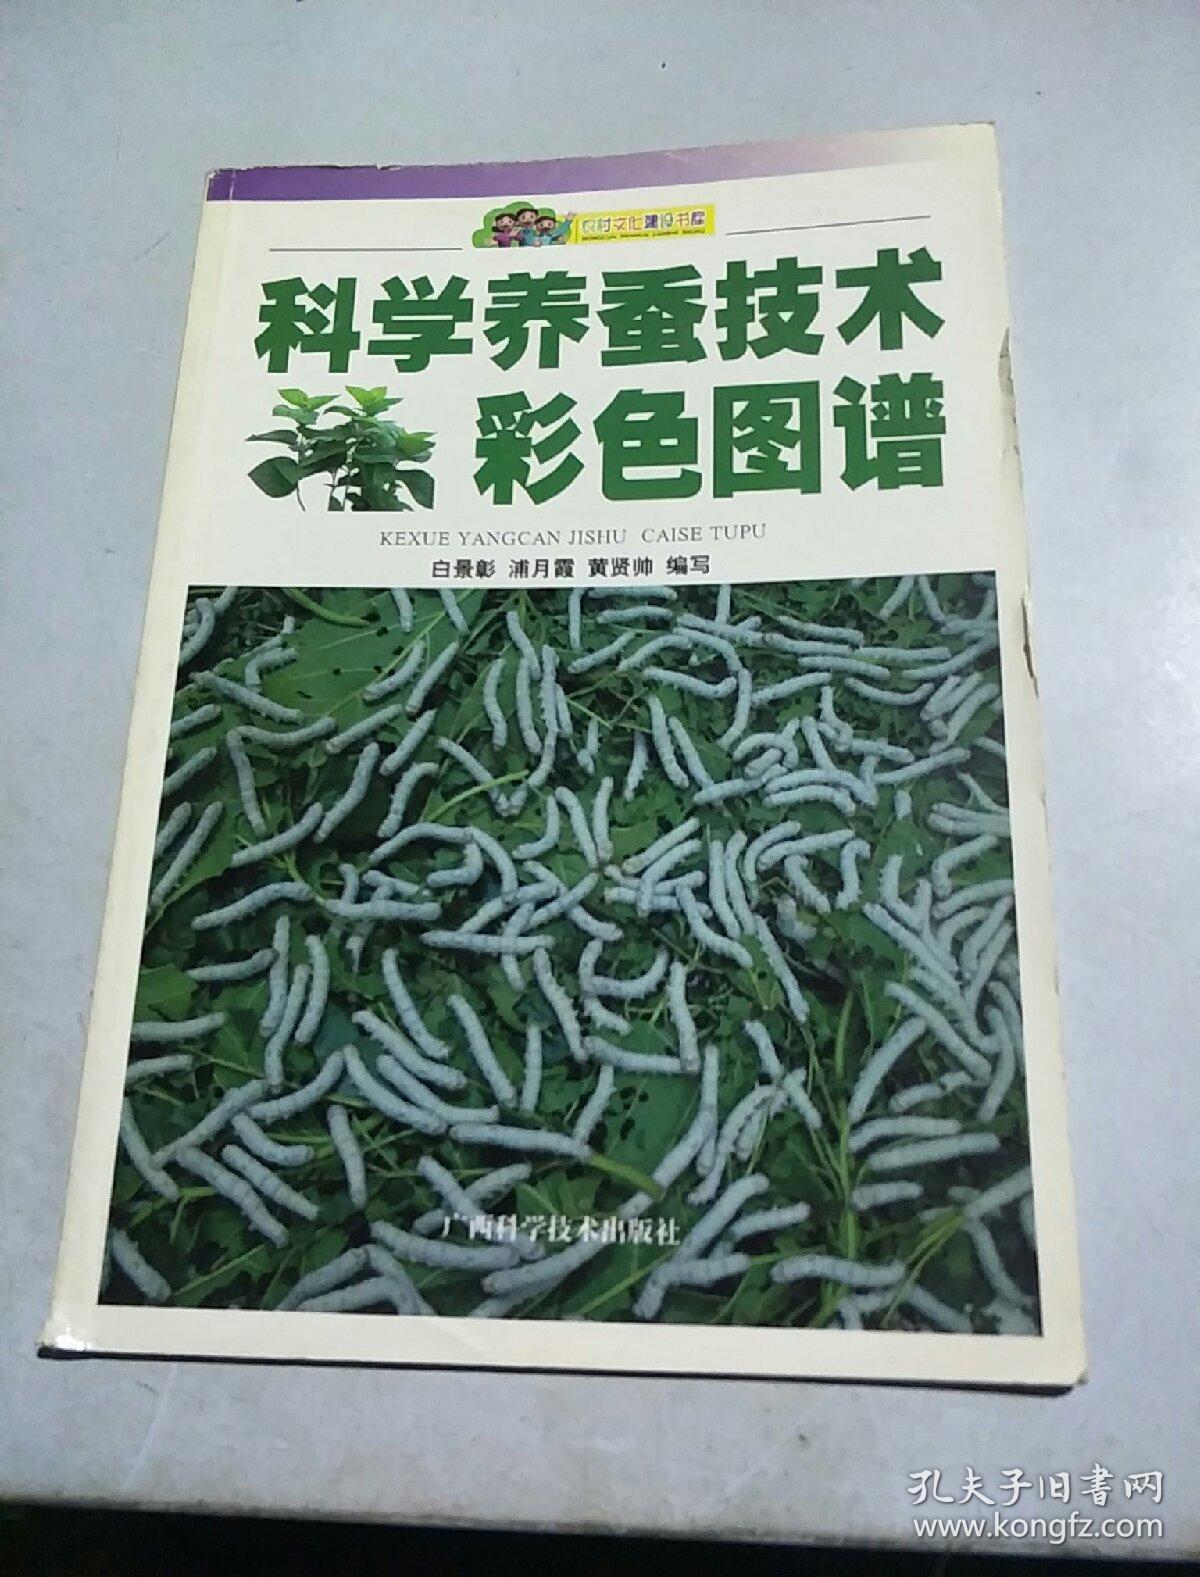 农村文化建设书库
科学养蚕技术
彩色图谱
KEXUE YANGCAN JISHU CAISE TUPU
白景彰 浦月霞 黄贤帅 编写
广西科学技术出版社
孔夫子旧书网
www.kongfz.com